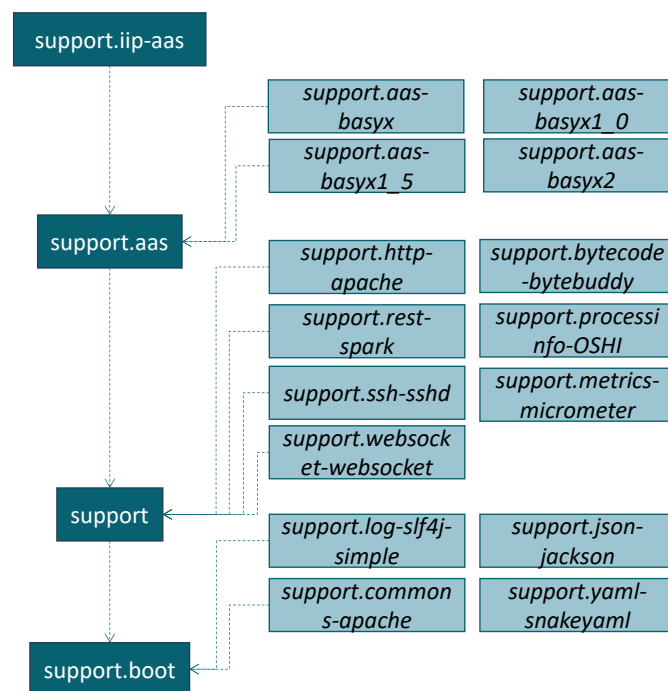 support.iip-aas
support.aas-
basyx
support.aas-
basyx1_0
support.aas-
basyx1_5
support.aas-
basyx2
support.aas
support.http-
apache
support.bytecode
-bytebuddy
support.rest-
spark
support.processi
nfo-OSHI
support.ssh-sshd
support.metrics-
micrometer
support.websock
et-websocket
support
support.log-slf4j-
simple
support.json-
jackson
support.common
s-apache
support.yaml-
snakeyaml
support.boot